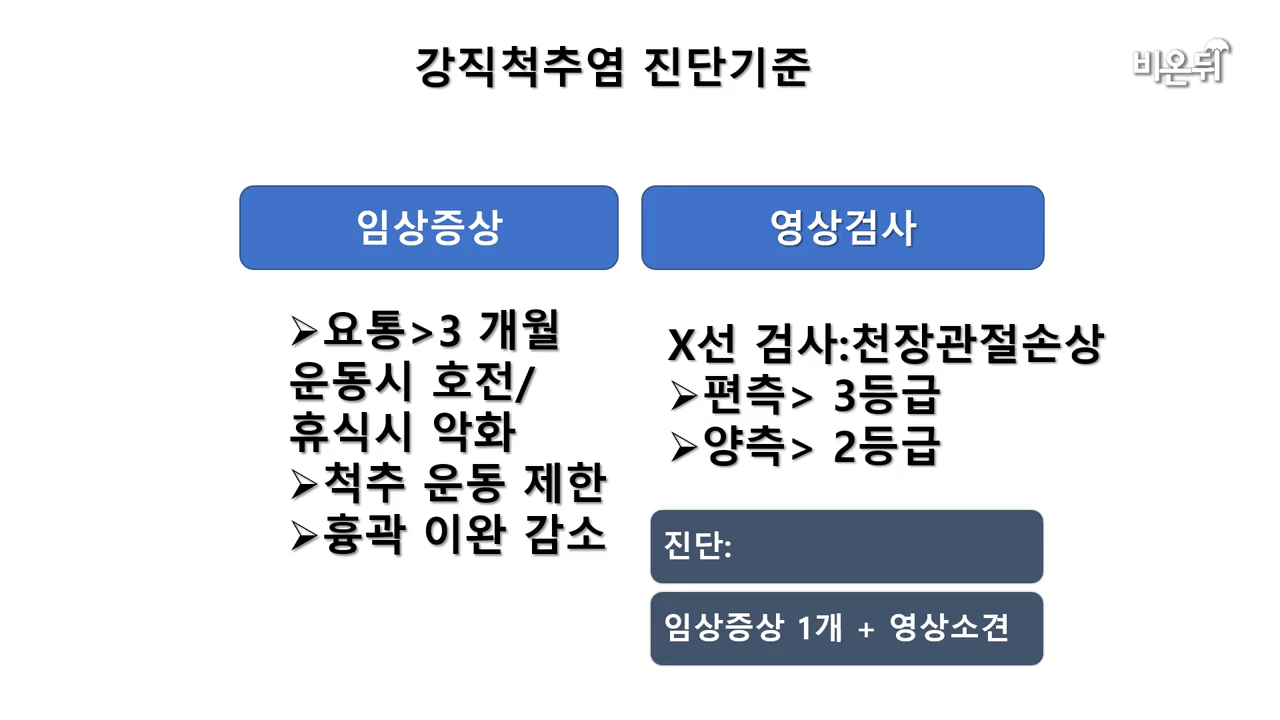 강직척추염 진단기준
비온뒤
임상증상
➢요통>3 개월
운동시 호전/
휴식시 악화
➢척추 운동 제한
➢흉곽 이완 감소
영상검사
X선 검사:천장관절손상
➢편측> 3등급
➢양측> 2등급
진단:
임상증상 1개 + 영상소견